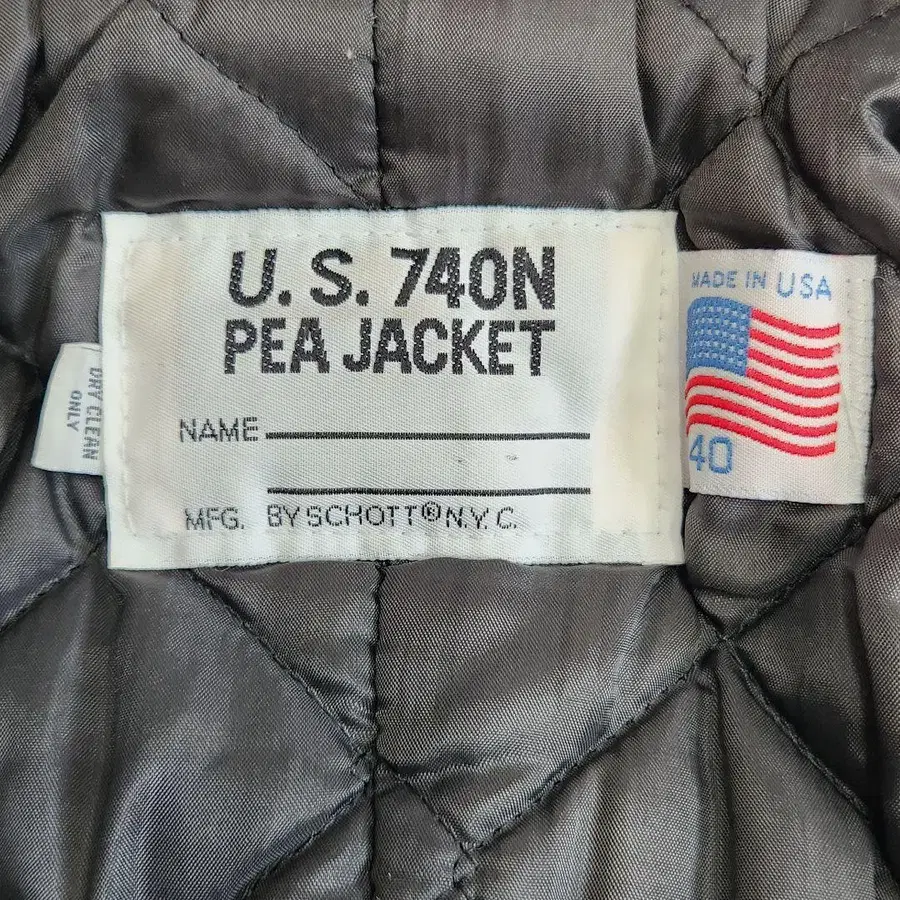 U.S. 740N
PEA JACKET
NAME
MFG. BY SCHOTT® N.Y.C.
MADE IN USA
40
DRY CLEAN
ONLY